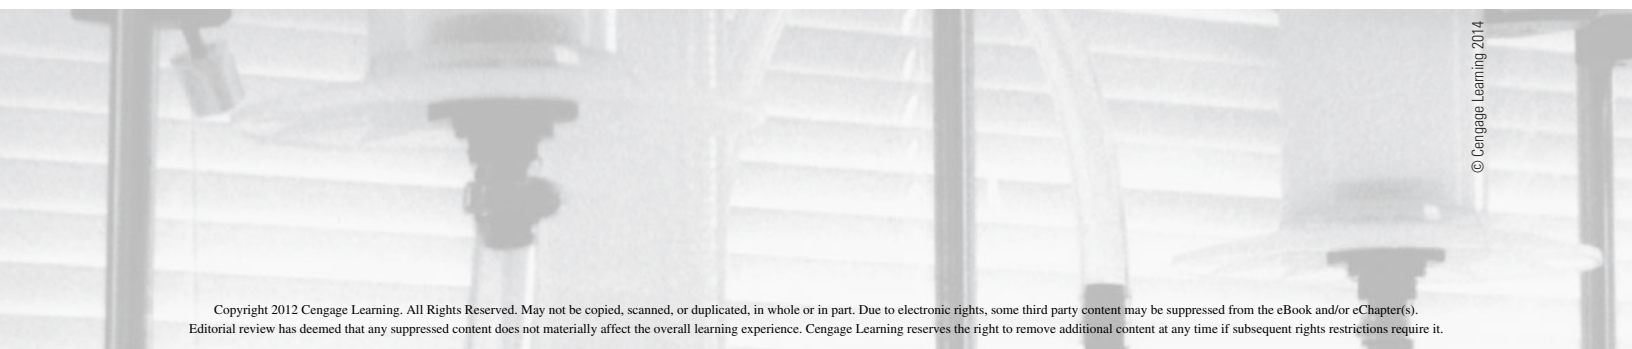 © Cengage Learning 2014
Copyright 2012 Cengage Learning. All Rights Reserved. May not be copied, scanned, or duplicated, in whole or in part. Due to electronic rights, some third party content may be suppressed from the eBook and/or eChapter(s).
Editorial review has deemed that any suppressed content does not materially affect the overall learning experience. Cengage Learning reserves the right to remove additional content at any time if subsequent rights restrictions require it.